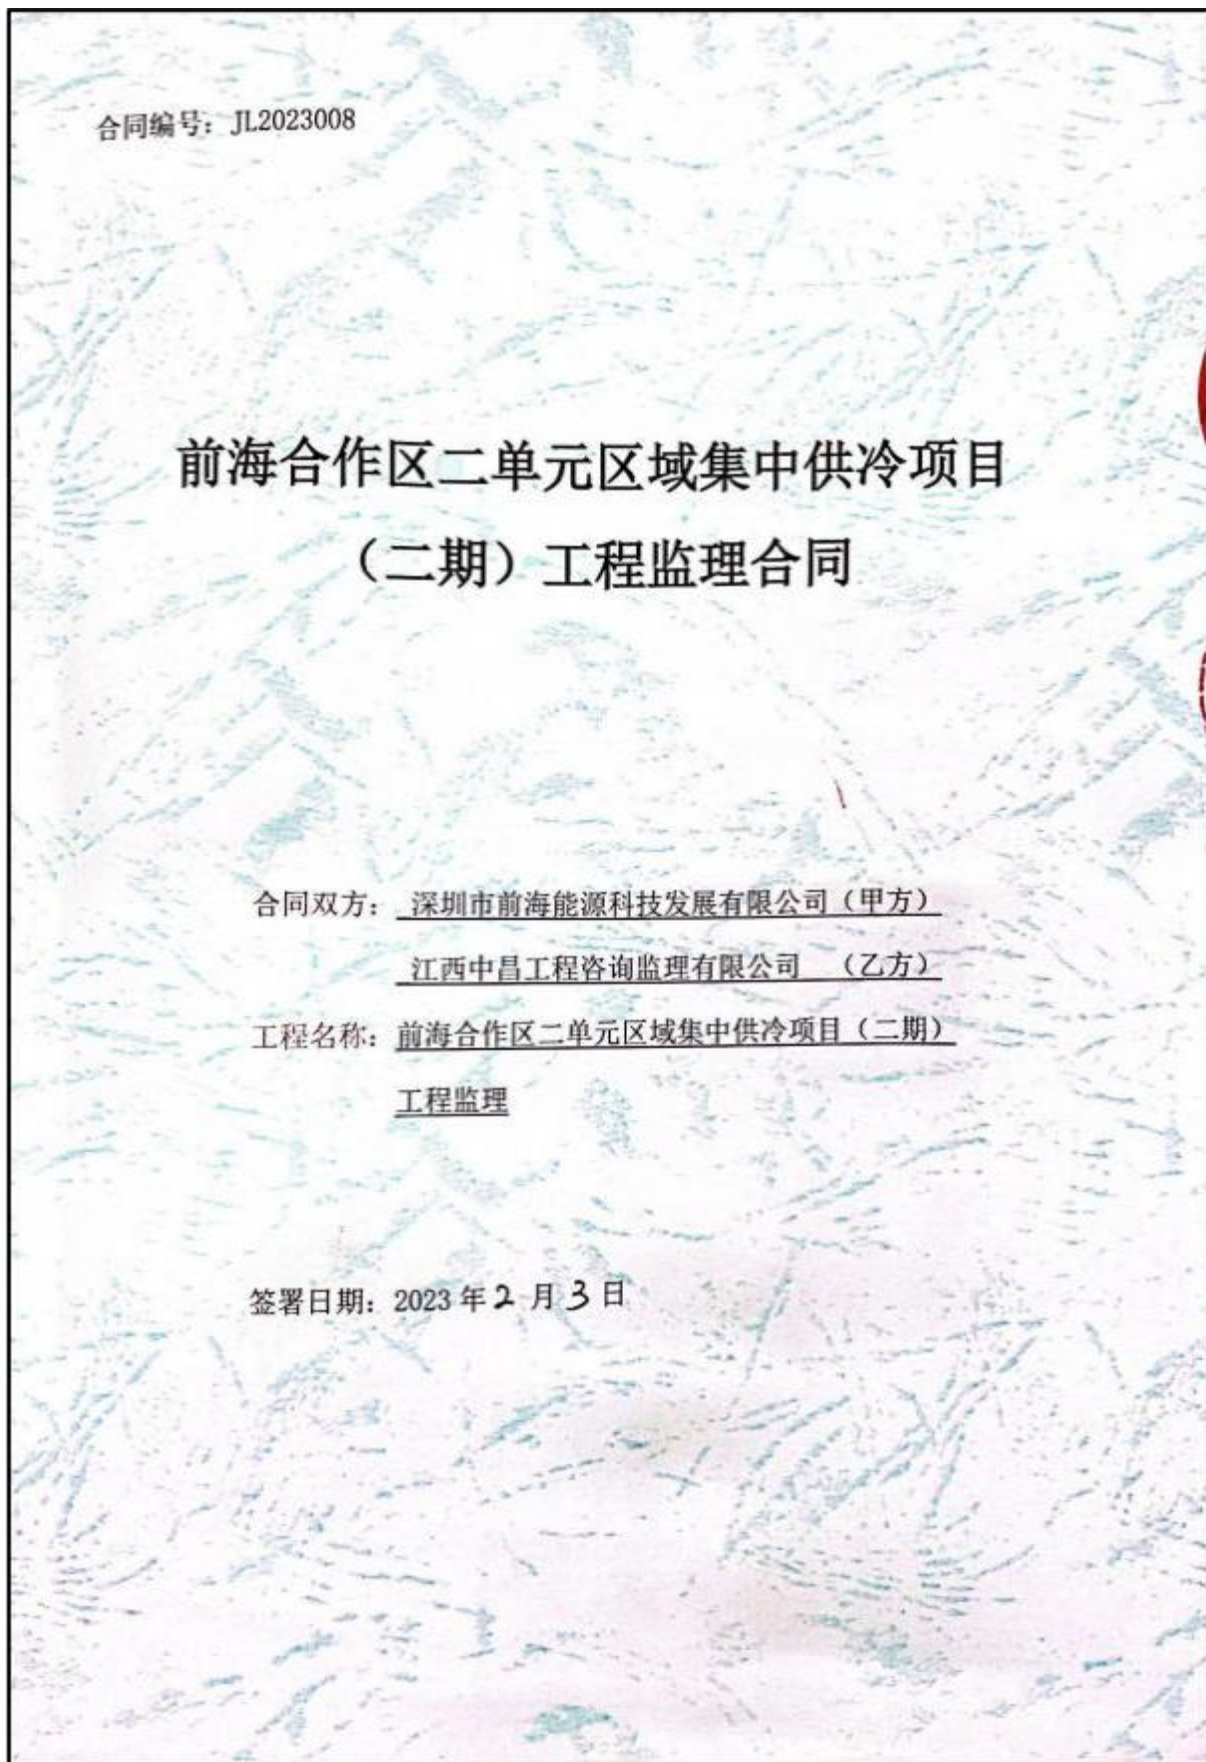 合同编号：JL2023008
前海合作区二单元区域集中供冷项目
（二期）工程监理合同
合同双方：深圳市前海能源科技发展有限公司（甲方）
江西中昌工程咨询监理有限公司 （乙方）
工程名称：前海合作区二单元区域集中供冷项目（二期）
工程监理
签署日期：2023 年 2 月 3 日